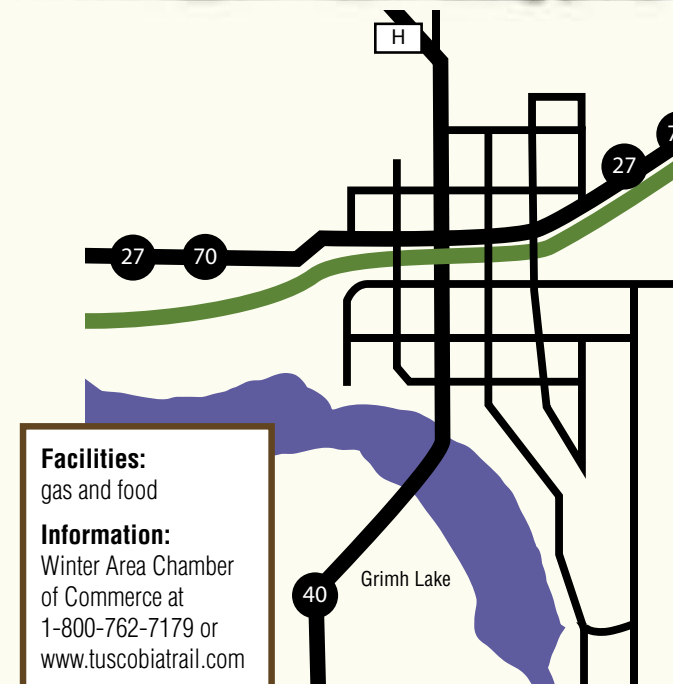 H
27
27
70
Facilities:
gas and food
Information:
Winter Area Chamber
of Commerce at
1-800-762-7179 or
www.tuscobiatrail.com
Grimh Lake
40